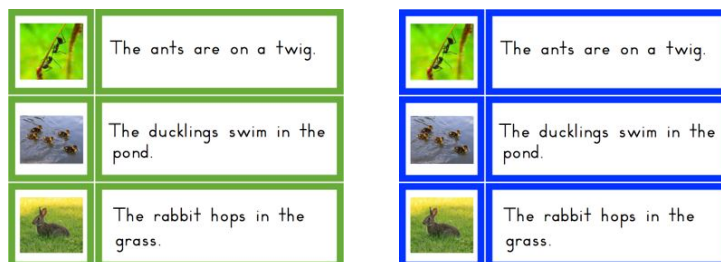 The ants are on a twig.
The ducklings swim in the
pond.
The rabbit hops in the
grass.
The ants are on a twig.
The ducklings swim in the
pond.
The rabbit hops in the
grass.